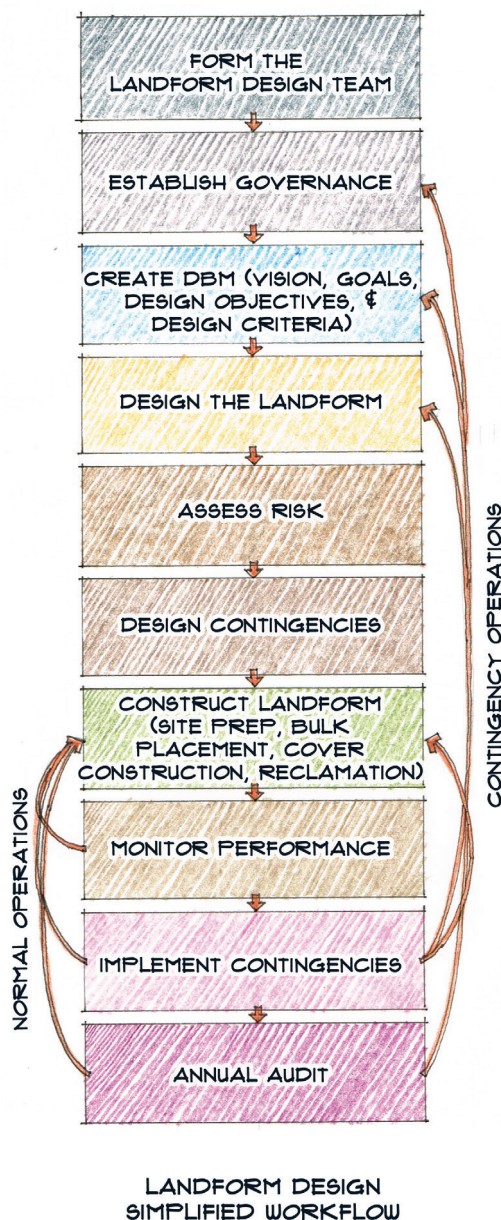 FORM THE
LANDFORM DESIGN TEAM
ESTABLISH GOVERNANCE
CREATE DBM (VISION, GOALS,
DESIGN OBJECTIVES, &
DESIGN CRITERIA)
DESIGN THE LANDFORM
ASSESS RISK
DESIGN CONTINGENCIES
CONSTRUCT LANDFORM
(SITE PREP, BULK
PLACEMENT, COVER
CONSTRUCTION, RECLAMATION)
MONITOR PERFORMANCE
IMPLEMENT CONTINGENCIES
ANNUAL AUDIT
NORMAL OPERATIONS
CONTINGENCY OPERATIONS
LANDFORM DESIGN
SIMPLIFIED WORKFLOW